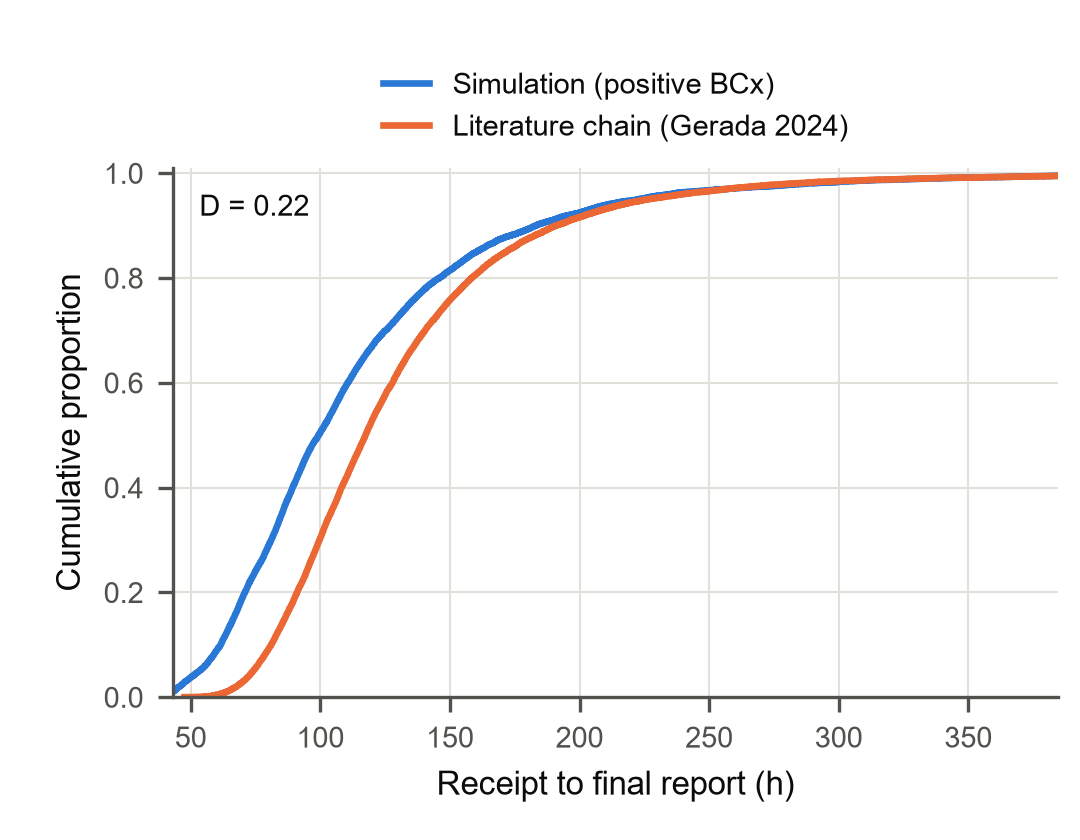 Simulation (positive BCx)
Literature chain (Gerada 2024)
D = 0.22
1.0
0.8
0.6
0.4
0.2
0.0
Cumulative proportion
50 100 150 200 250 300 350
Receipt to final report (h)